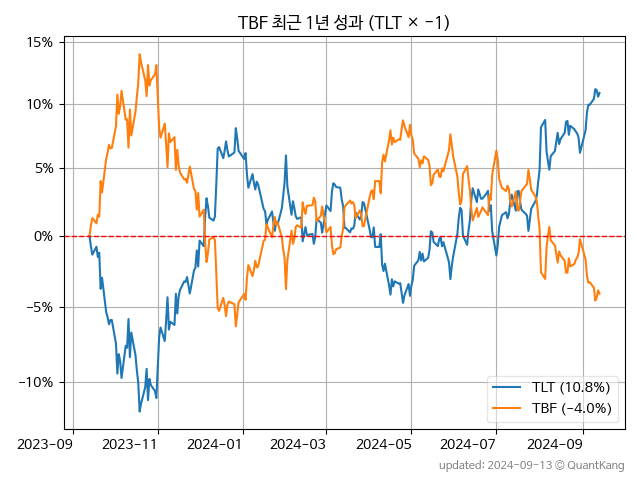 TBF 최근 1년 성과 (TLT × −1)
15%
10%
5%
0%
−5%
−10%
TLT (10.8%)
TBF (−4.0%)
2023-09 2023-11 2024-01 2024-03 2024-05 2024-07 2024-09
updated: 2024-09-13 © QuantKang